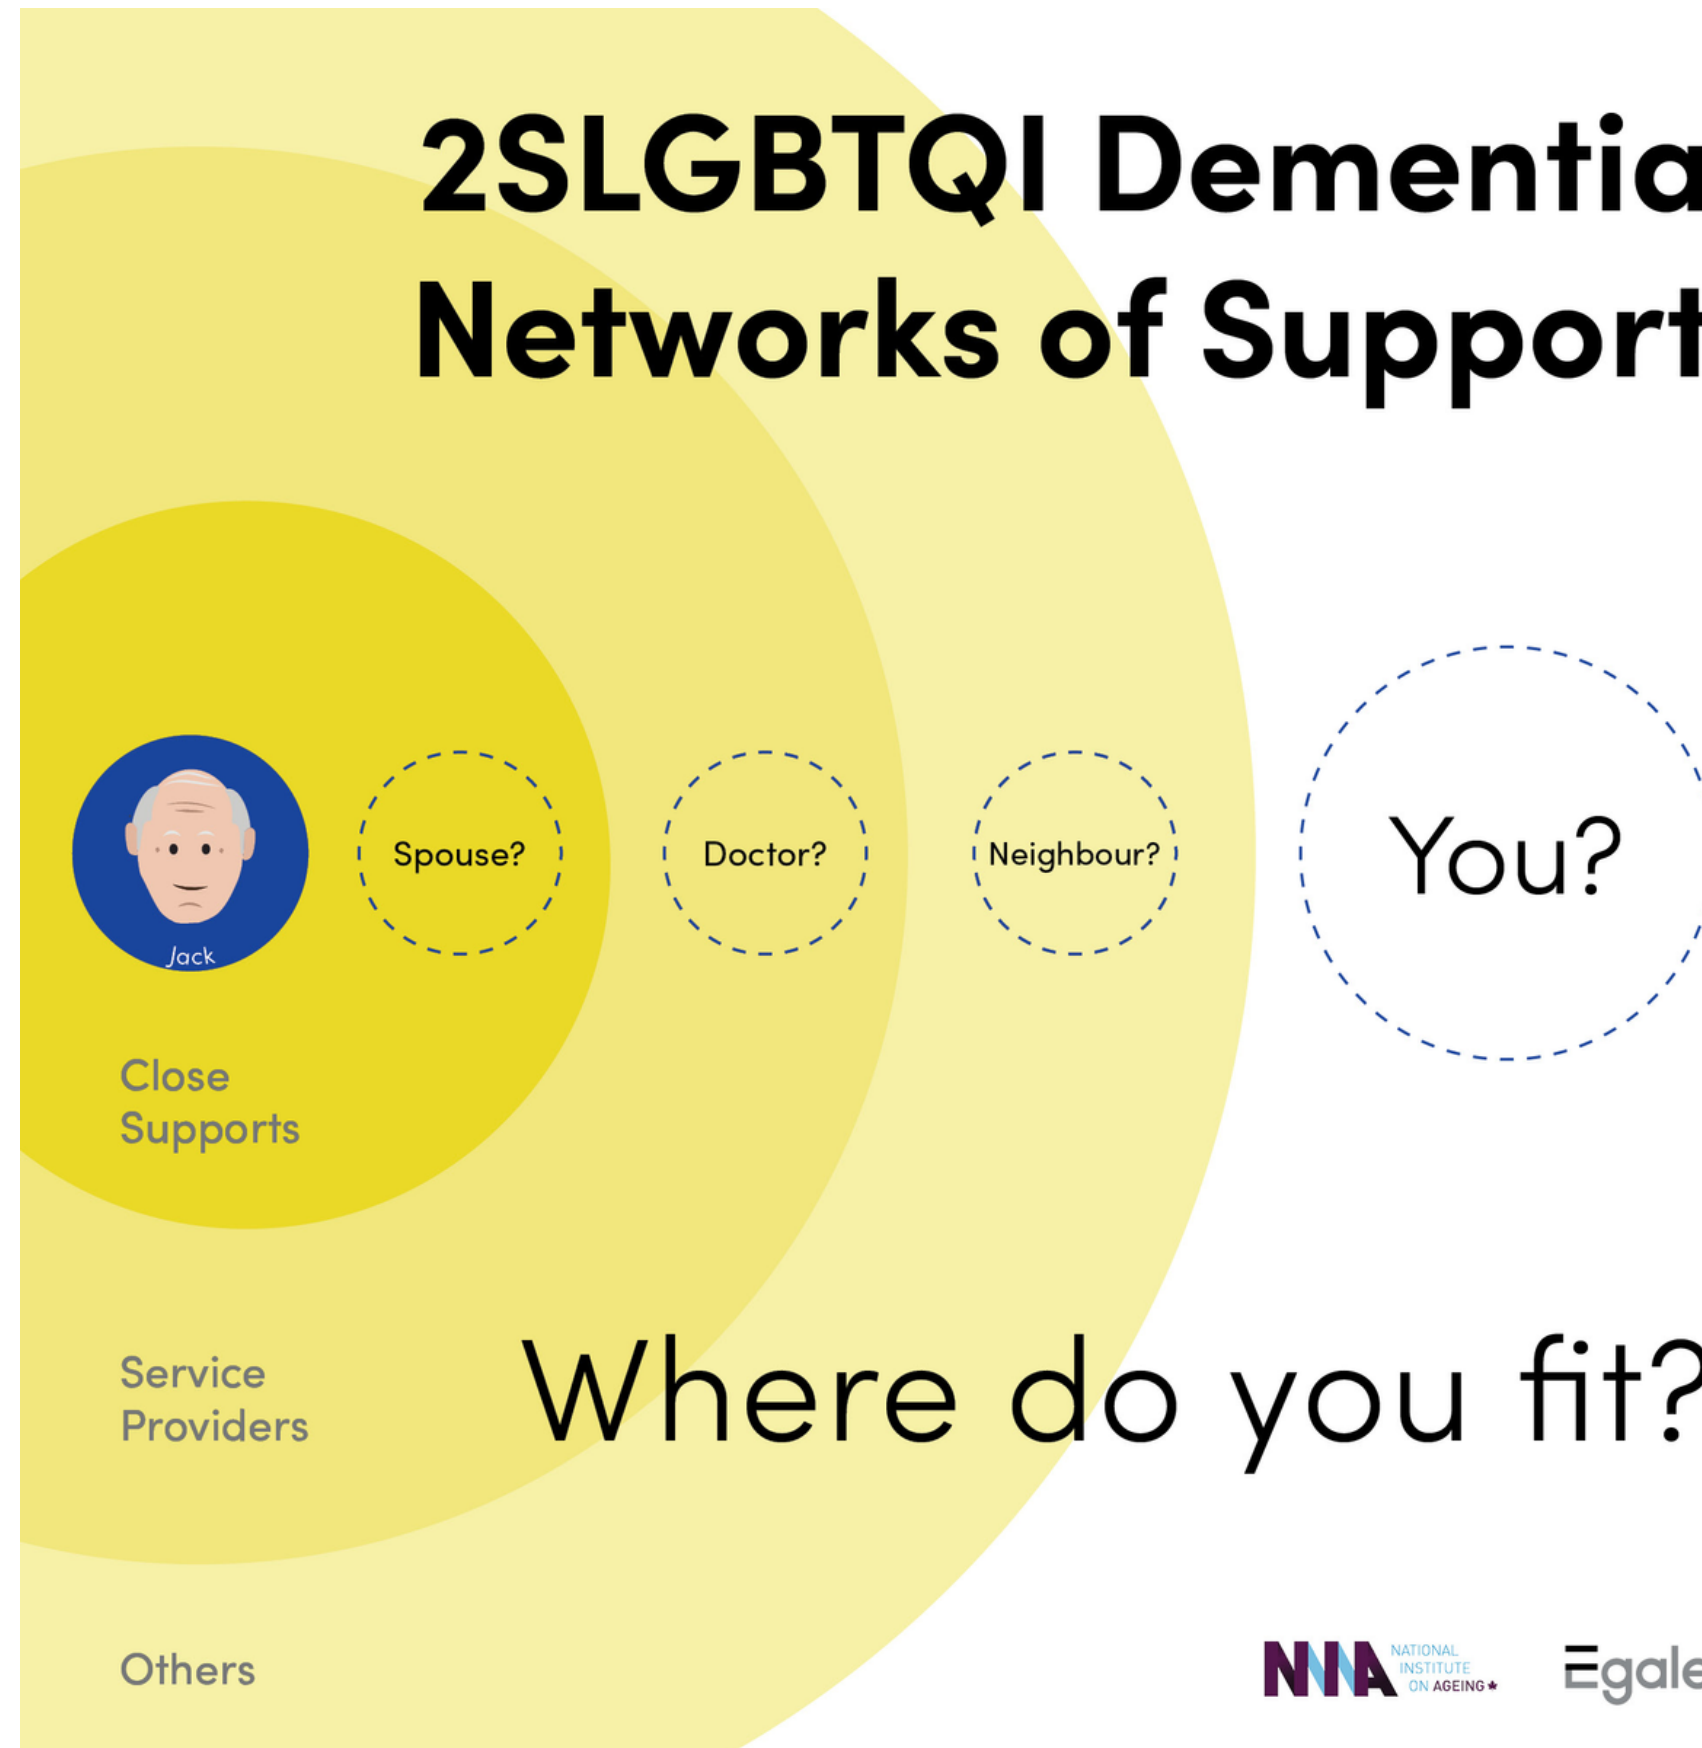 2SLGBTQI Dementia
Networks of Support
Jack
Spouse?
Doctor?
Neighbour?
You?
Close
Supports
Service
Providers
Where do you fit?
Others
NIA
NATIONAL
INSTITUTE
ON AGEING
Egale